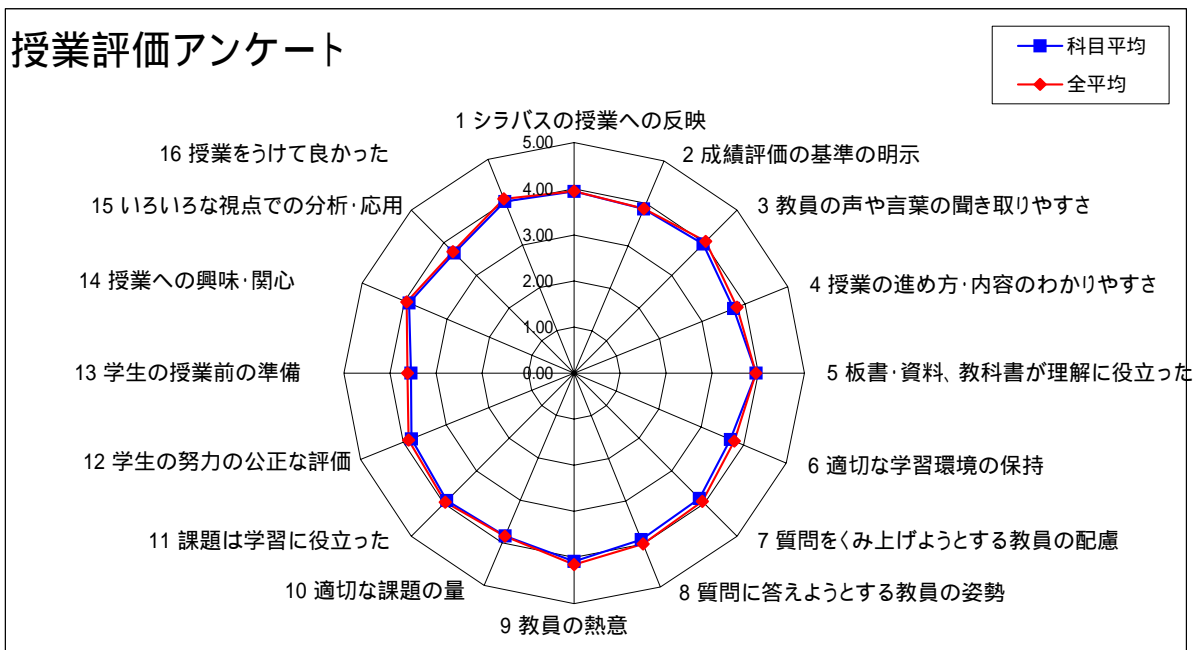 授業評価アンケート
科目平均
全平均
1 シラバスの授業への反映
2 成績評価の基準の明示
3 教員の声や言葉の聞き取りやすさ
4 授業の進め方・内容のわかりやすさ
5 板書・資料、教科書が理解に役立った
6 適切な学習環境の保持
7 質問をくみ上げようとする教員の配慮
8 質問に答えようとする教員の姿勢
9 教員の熱意
10 適切な課題の量
11 課題は学習に役立った
12 学生の努力の公正な評価
13 学生の授業前の準備
14 授業への興味・関心
15 いろいろな視点での分析・応用
16 授業をうけて良かった
5.00
4.00
3.00
2.00
1.00
0.00